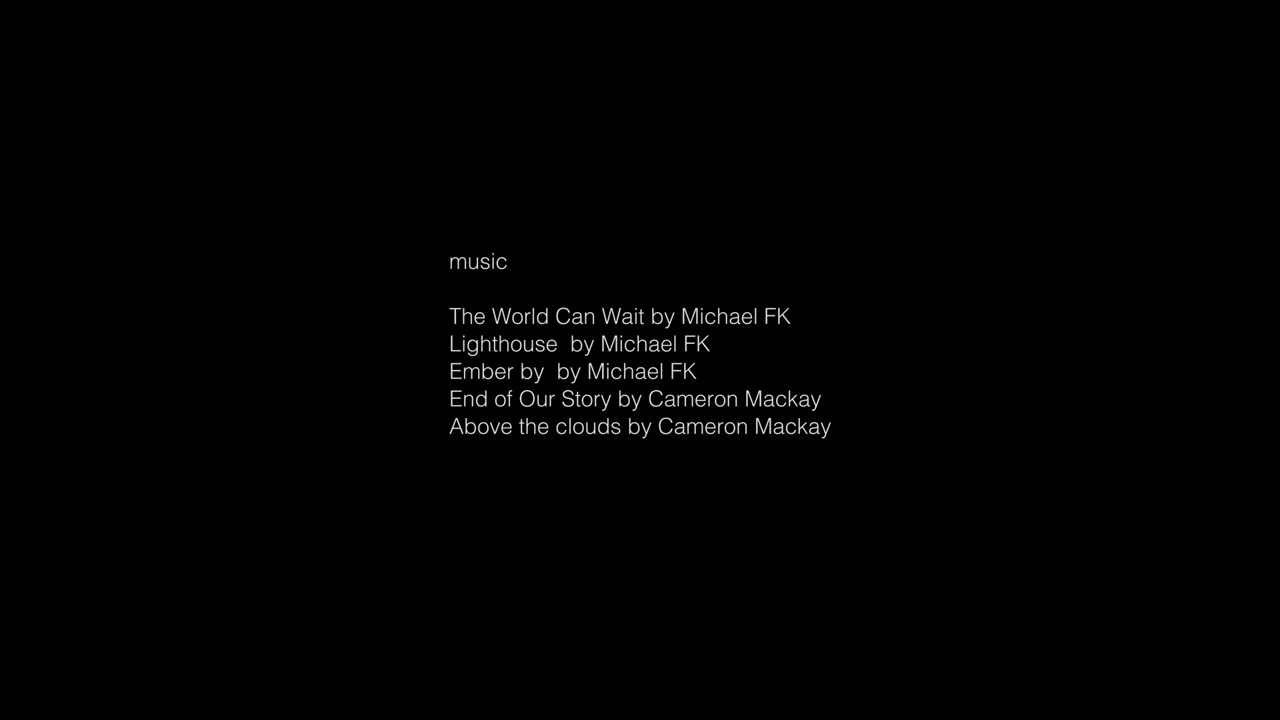 music
The World Can Wait by Michael FK
Lighthouse  by Michael FK
Ember by  by Michael FK
End of Our Story by Cameron Mackay
Above the clouds by Cameron Mackay